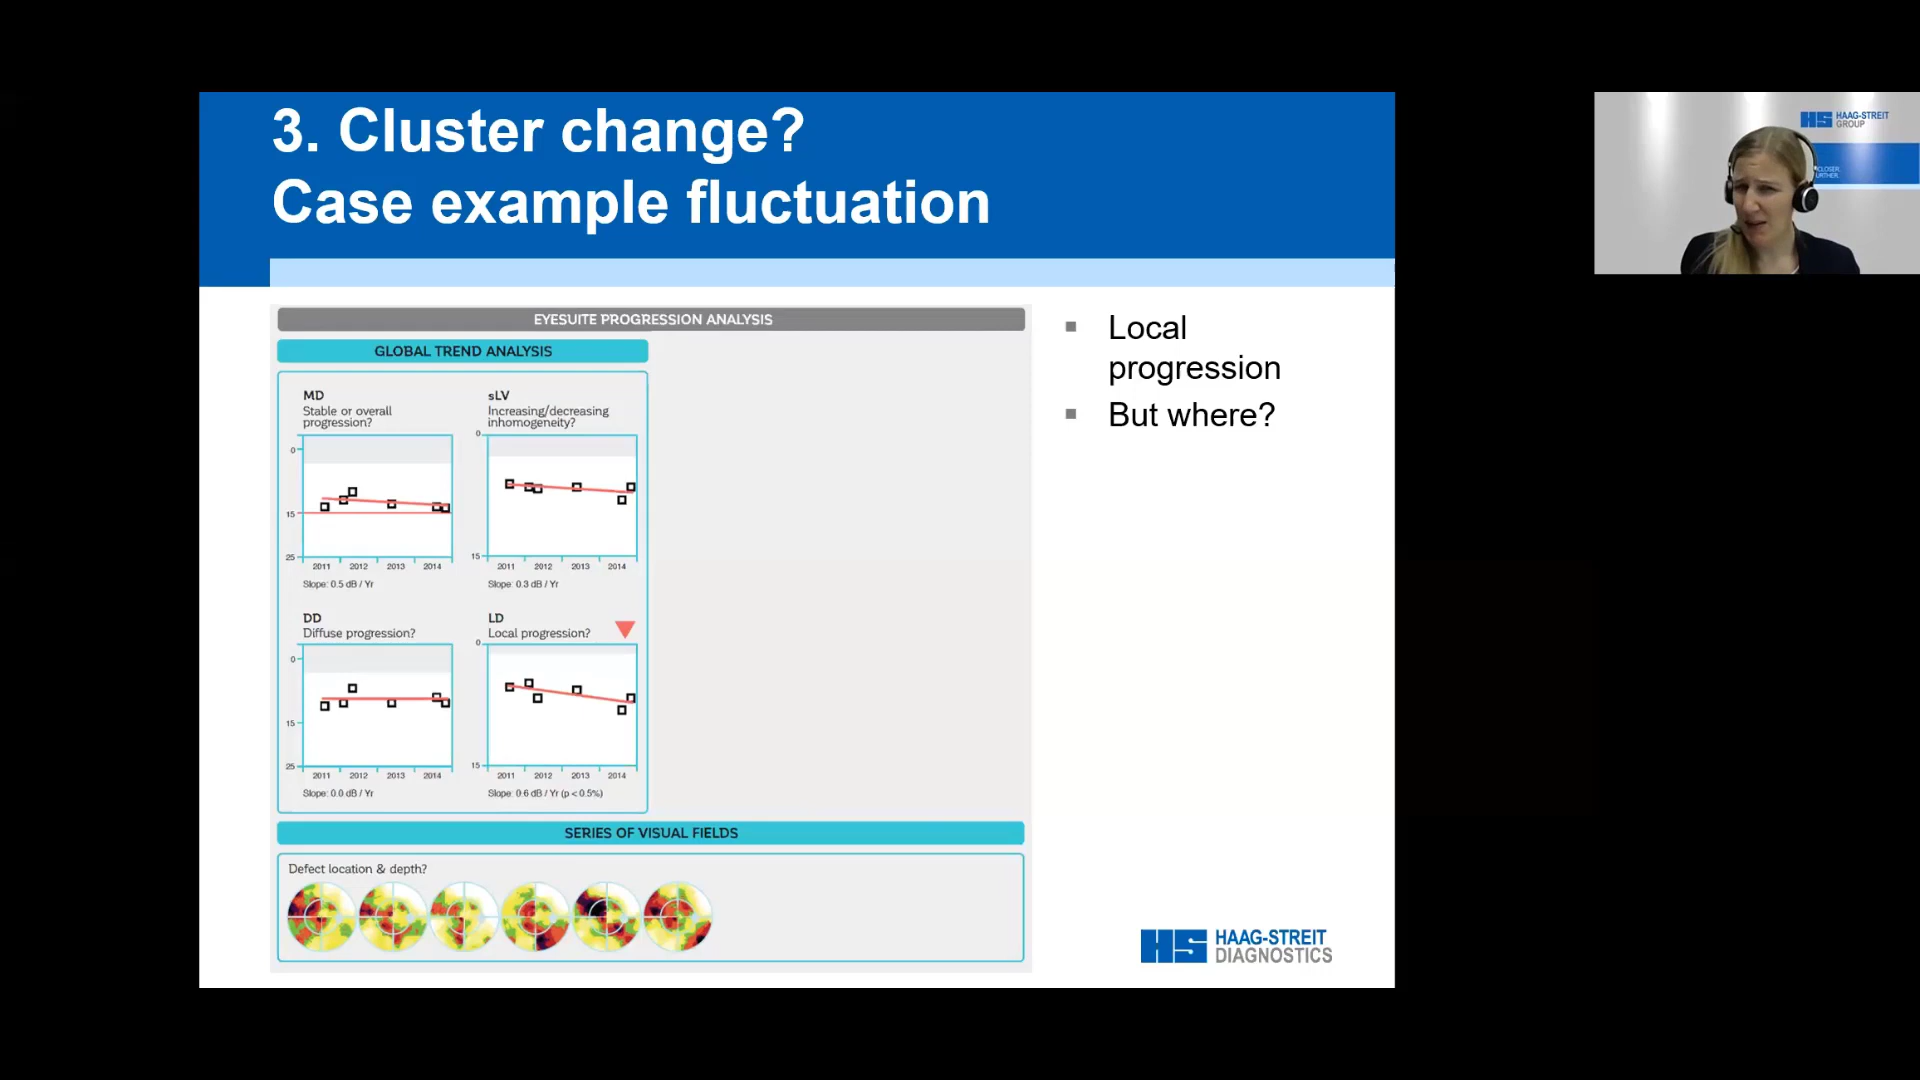 3. Cluster change?
Case example fluctuation
HAAG-STREIT
GROUP
CLOSER.
EYESUITE PROGRESSION ANALYSIS
GLOBAL TREND ANALYSIS
MD
Stable or overall
progression?
0
15
25
2011 2012 2013 2014
Slope: 0.5 dB / Yr
sLV
Increasing/decreasing
inhomogeneity?
0
15
2011 2012 2013 2014
Slope: 0.3 dB / Yr
DD
Diffuse progression?
0
15
25
2011 2012 2013 2014
Slope: 0.0 dB / Yr
LD
Local progression?
0
15
2011 2012 2013 2014
Slope: 0.6 dB / Yr (p < 0.5%)
SERIES OF VISUAL FIELDS
Defect location & depth?
Local
progression
But where?
HS HAAG-STREIT
DIAGNOSTICS